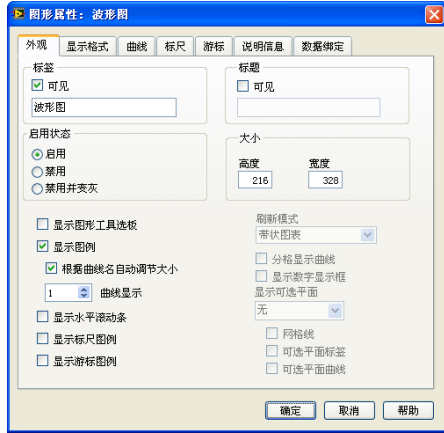 图形属性：波形图
外观 显示格式 曲线 标尺 游标 说明信息 数据绑定
标签
可见
波形图
标题
可见
启用状态
启用
禁用
禁用并变灰
大小
高度 宽度
216 328
显示图形工具选板
显示图例
根据曲线名自动调节大小
1 曲线显示
显示水平滚动条
显示标尺图例
显示游标图例
刷新模式
带状图表
分格显示曲线
显示数字显示框
显示可选平面
无
网格线
可选平面标签
可选平面曲线
确定 取消 帮助